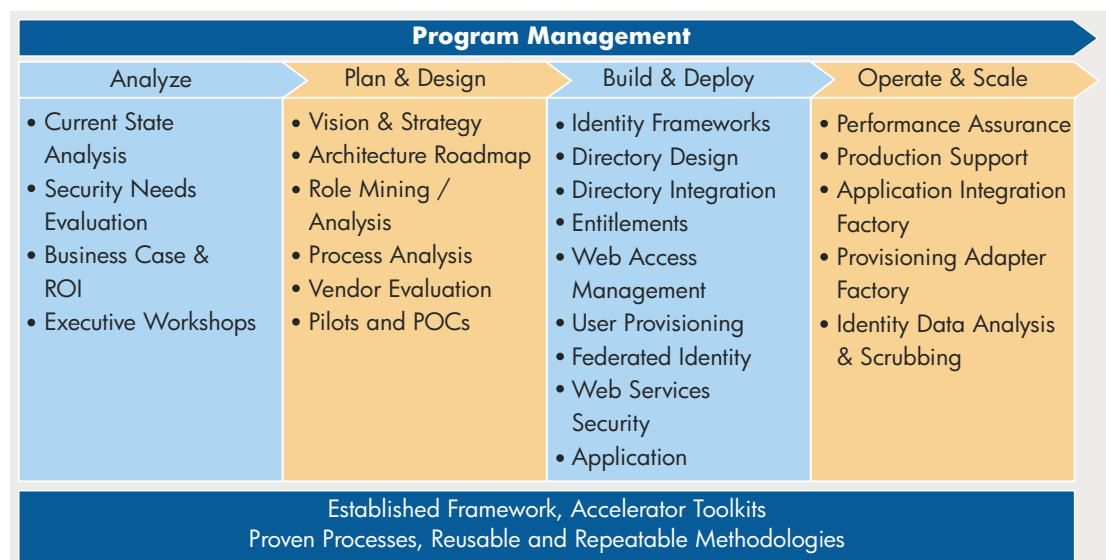 Program Management
Analyze
Plan & Design
Build & Deploy
Operate & Scale
• Current State
Analysis
• Security Needs
Evaluation
• Business Case &
ROI
• Executive Workshops
• Vision & Strategy
• Architecture Roadmap
• Role Mining /
Analysis
• Process Analysis
• Vendor Evaluation
• Pilots and POCs
• Identity Frameworks
• Directory Design
• Directory Integration
• Entitlements
• Web Access
Management
• User Provisioning
• Federated Identity
• Web Services
Security
• Application
• Performance Assurance
• Production Support
• Application Integration
Factory
• Provisioning Adapter
Factory
• Identity Data Analysis
& Scrubbing
Established Framework, Accelerator Toolkits
Proven Processes, Reusable and Repeatable Methodologies